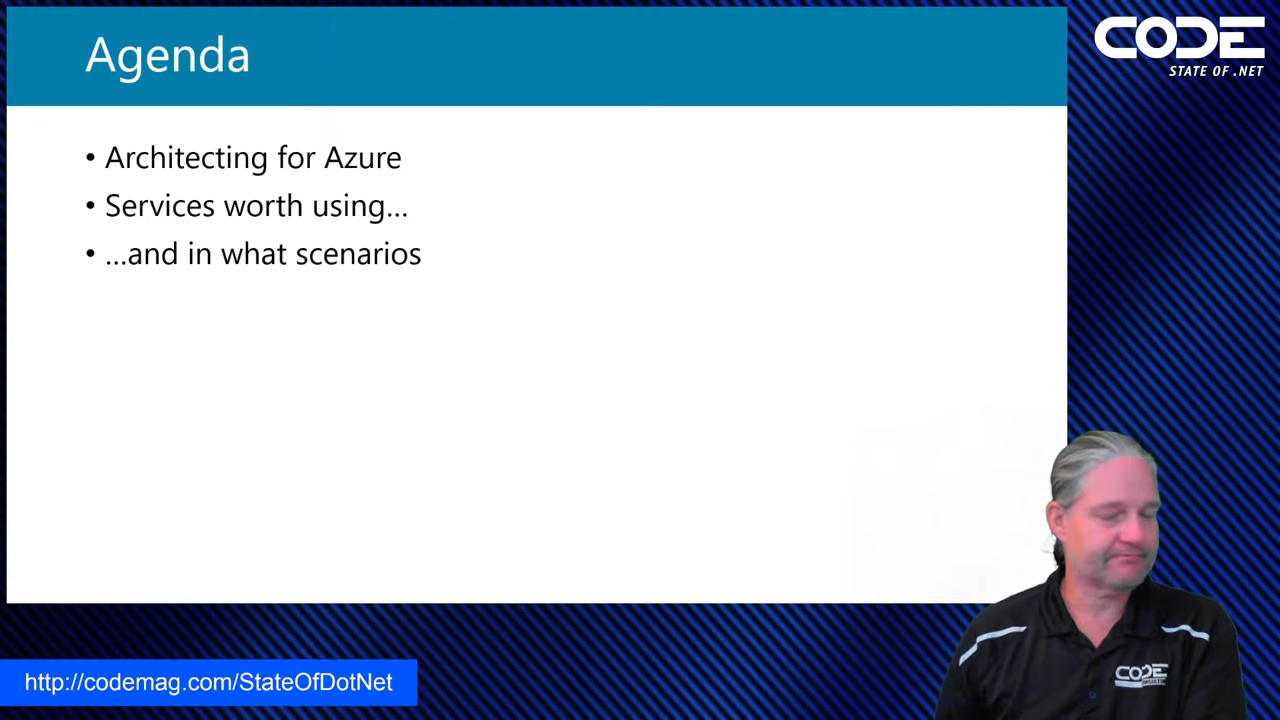 Agenda
CODE
STATE OF .NET
• Architecting for Azure
• Services worth using…
• …and in what scenarios
CODE
http://codemag.com/StateOfDotNet